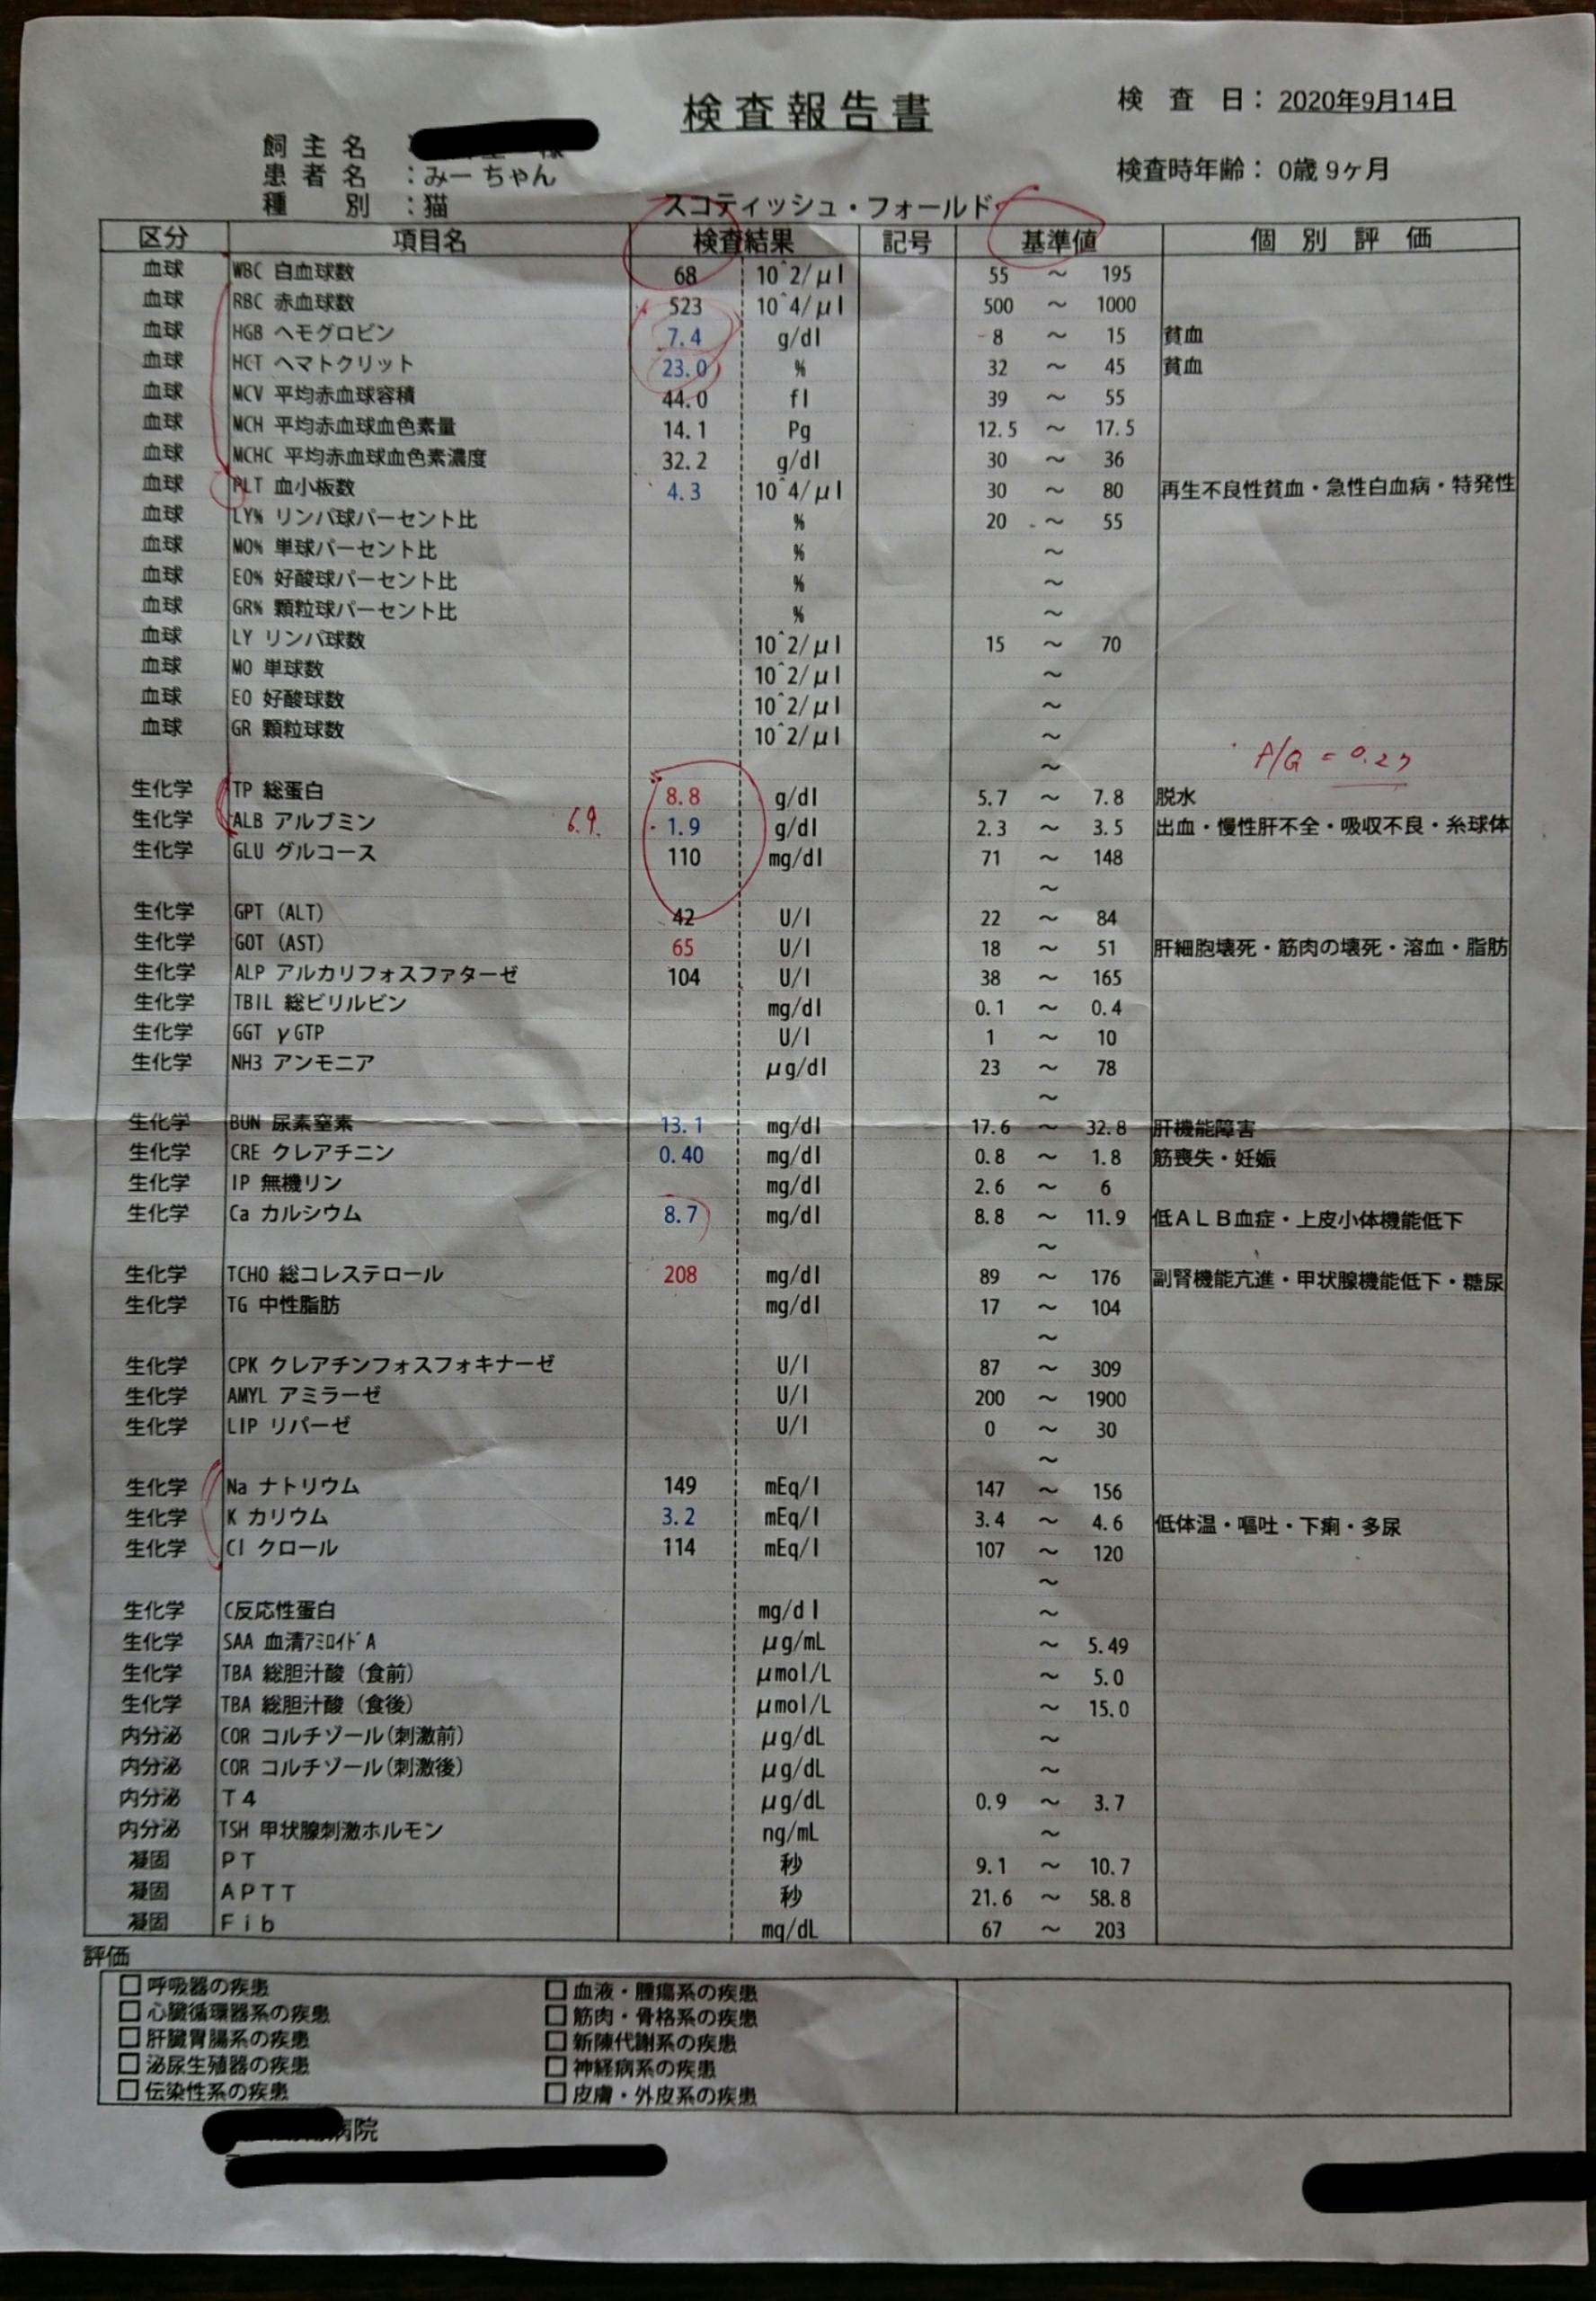 検査報告書
検 査 日： 2020年9月14日
飼 主 名
患 者 名 ：みー ちゃん
検査時年齢： 0歳 9ヶ月
種 別 ：猫 スコティッシュ・フォールド
区分 項目名 検査結果 記号 基準値 個 別 評 価
血球 WBC 白血球数 68 10^2/μl 55 ～ 195
血球 RBC 赤血球数 523 10^4/μl 500 ～ 1000
血球 HGB ヘモグロビン 7.4 g/dl 8 ～ 15 貧血
血球 HCT ヘマトクリット 23.0 % 32 ～ 45 貧血
血球 MCV 平均赤血球容積 44.0 fl 39 ～ 55
血球 MCH 平均赤血球血色素量 14.1 Pg 12.5 ～ 17.5
血球 MCHC 平均赤血球血色素濃度 32.2 g/dl 30 ～ 36
血球 PLT 血小板数 4.3 10^4/μl 30 ～ 80 再生不良性貧血・急性白血病・特発性
血球 LY% リンパ球パーセント比 % 20 ～ 55
血球 MO% 単球パーセント比 % ～
血球 EO% 好酸球パーセント比 % ～
血球 GR% 顆粒球パーセント比 % ～
血球 LY リンパ球数 10^2/μl 15 ～ 70
血球 MO 単球数 10^2/μl ～
血球 EO 好酸球数 10^2/μl ～
血球 GR 顆粒球数 10^2/μl ～
～ A/G = 0.27
生化学 TP 総蛋白 8.8 g/dl 5.7 ～ 7.8 脱水
生化学 ALB アルブミン 6.9. 1.9 g/dl 2.3 ～ 3.5 出血・慢性肝不全・吸収不良・糸球体
生化学 GLU グルコース 110 mg/dl 71 ～ 148
～
生化学 GPT (ALT) 42 U/l 22 ～ 84
生化学 GOT (AST) 65 U/l 18 ～ 51 肝細胞壊死・筋肉の壊死・溶血・脂肪
生化学 ALP アルカリフォスファターゼ 104 U/l 38 ～ 165
生化学 TBIL 総ビリルビン mg/dl 0.1 ～ 0.4
生化学 GGT γGTP U/l 1 ～ 10
生化学 NH3 アンモニア μg/dl 23 ～ 78
～
生化学 BUN 尿素窒素 13.1 mg/dl 17.6 ～ 32.8 肝機能障害
生化学 CRE クレアチニン 0.40 mg/dl 0.8 ～ 1.8 筋喪失・妊娠
生化学 IP 無機リン mg/dl 2.6 ～ 6
生化学 Ca カルシウム 8.7 mg/dl 8.8 ～ 11.9 低ＡＬＢ血症・上皮小体機能低下
～
生化学 TCHO 総コレステロール 208 mg/dl 89 ～ 176 副腎機能亢進・甲状腺機能低下・糖尿
生化学 TG 中性脂肪 mg/dl 17 ～ 104
～
生化学 CPK クレアチンフォスフォキナーゼ U/l 87 ～ 309
生化学 AMYL アミラーゼ U/l 200 ～ 1900
生化学 LIP リパーゼ U/l 0 ～ 30
～
生化学 Na ナトリウム 149 mEq/l 147 ～ 156
生化学 K カリウム 3.2 mEq/l 3.4 ～ 4.6 低体温・嘔吐・下痢・多尿
生化学 Cl クロール 114 mEq/l 107 ～ 120
～
生化学 C反応性蛋白 mg/dl ～
生化学 SAA 血清ｱﾐﾛｲﾄﾞA μg/mL ～ 5.49
生化学 TBA 総胆汁酸（食前） μmol/L ～ 5.0
生化学 TBA 総胆汁酸（食後） μmol/L ～ 15.0
内分泌 COR コルチゾール(刺激前) μg/dL ～
内分泌 COR コルチゾール(刺激後) μg/dL ～
内分泌 Ｔ４ μg/dL 0.9 ～ 3.7
内分泌 TSH 甲状腺刺激ホルモン ng/mL ～
凝固 ＰＴ 秒 9.1 ～ 10.7
凝固 ＡＰＴＴ 秒 21.6 ～ 58.8
凝固 Ｆｉｂ mg/dL 67 ～ 203
評価
□ 呼吸器の疾患 □ 血液・腫瘍系の疾患
□ 心臓循環器系の疾患 □ 筋肉・骨格系の疾患
□ 肝臓胃腸系の疾患 □ 新陳代謝系の疾患
□ 泌尿生殖器の疾患 □ 神経病系の疾患
□ 伝染性系の疾患 □ 皮膚・外皮系の疾患
病院